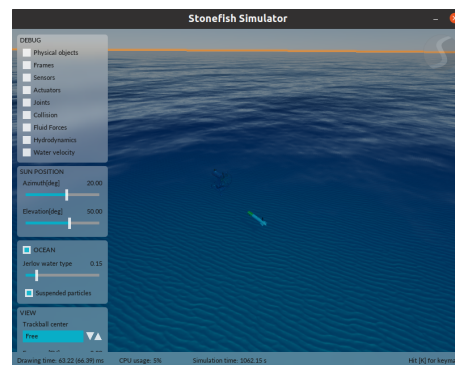 Stonefish Simulator
DEBUG
Physical objects
Frames
Sensors
Actuators
Joints
Collision
Fluid Forces
Hydrodynamics
Water velocity
SUN POSITION
Azimuth[deg] 20.00
Elevation[deg] 50.00
OCEAN
Jerlov water type 0.15
Suspended particles
VIEW
Trackball center
Free
Drawing time: 63.22 (66.39) ms CPU usage: 5% Simulation time: 1062.15 s Hit [K] for keyma